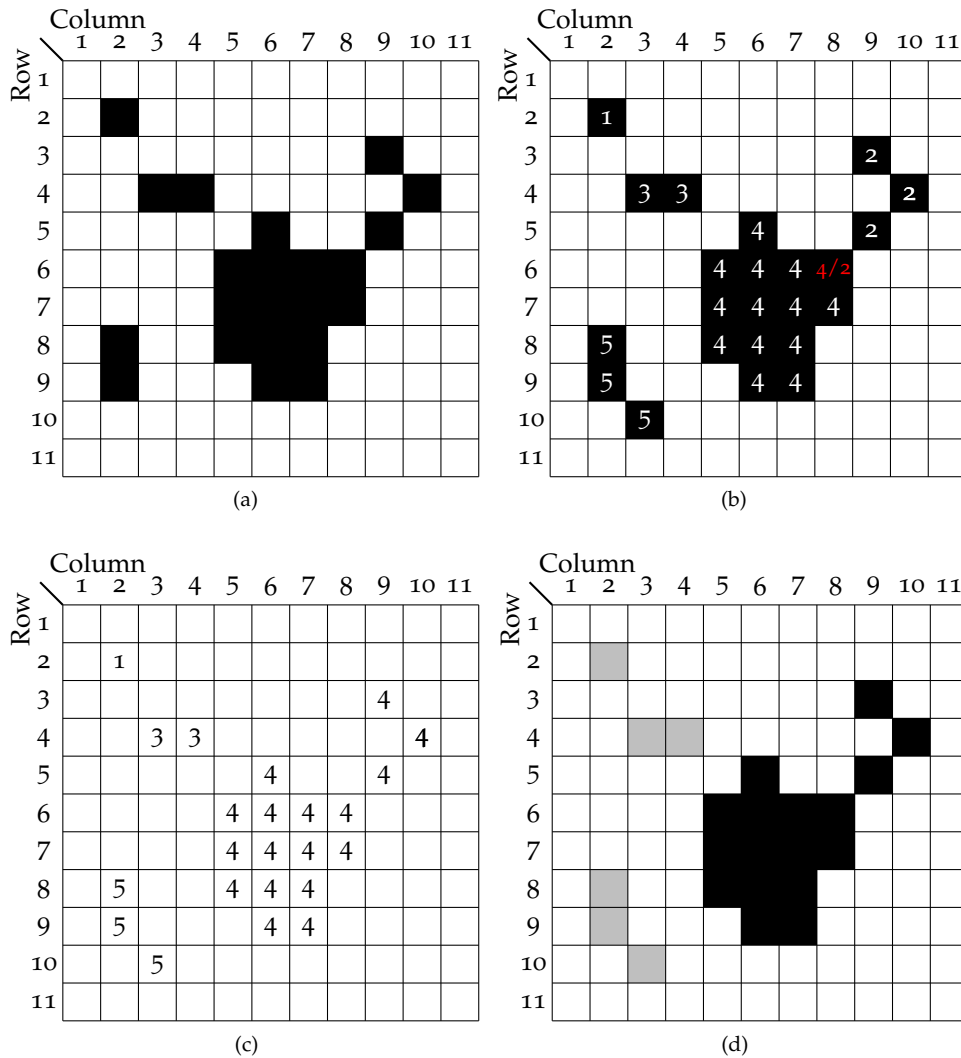 Column
1 2 3 4 5 6 7 8 9 10 11
Row
1
2
3
4
5
6
7
8
9
10
11
(a)
Column
1 2 3 4 5 6 7 8 9 10 11
Row
1
2 1
3 2
4 3 3 2
5 4 2
6 4 4 4 4/2
7 4 4 4 4
8 5 4 4 4
9 5 4 4
10 5
11
(b)
Column
1 2 3 4 5 6 7 8 9 10 11
Row
1
2 1
3 4
4 3 3 4
5 4 4
6 4 4 4 4
7 4 4 4 4
8 5 4 4 4
9 5 4 4
10 5
11
(c)
Column
1 2 3 4 5 6 7 8 9 10 11
Row
1
2
3
4
5
6
7
8
9
10
11
(d)